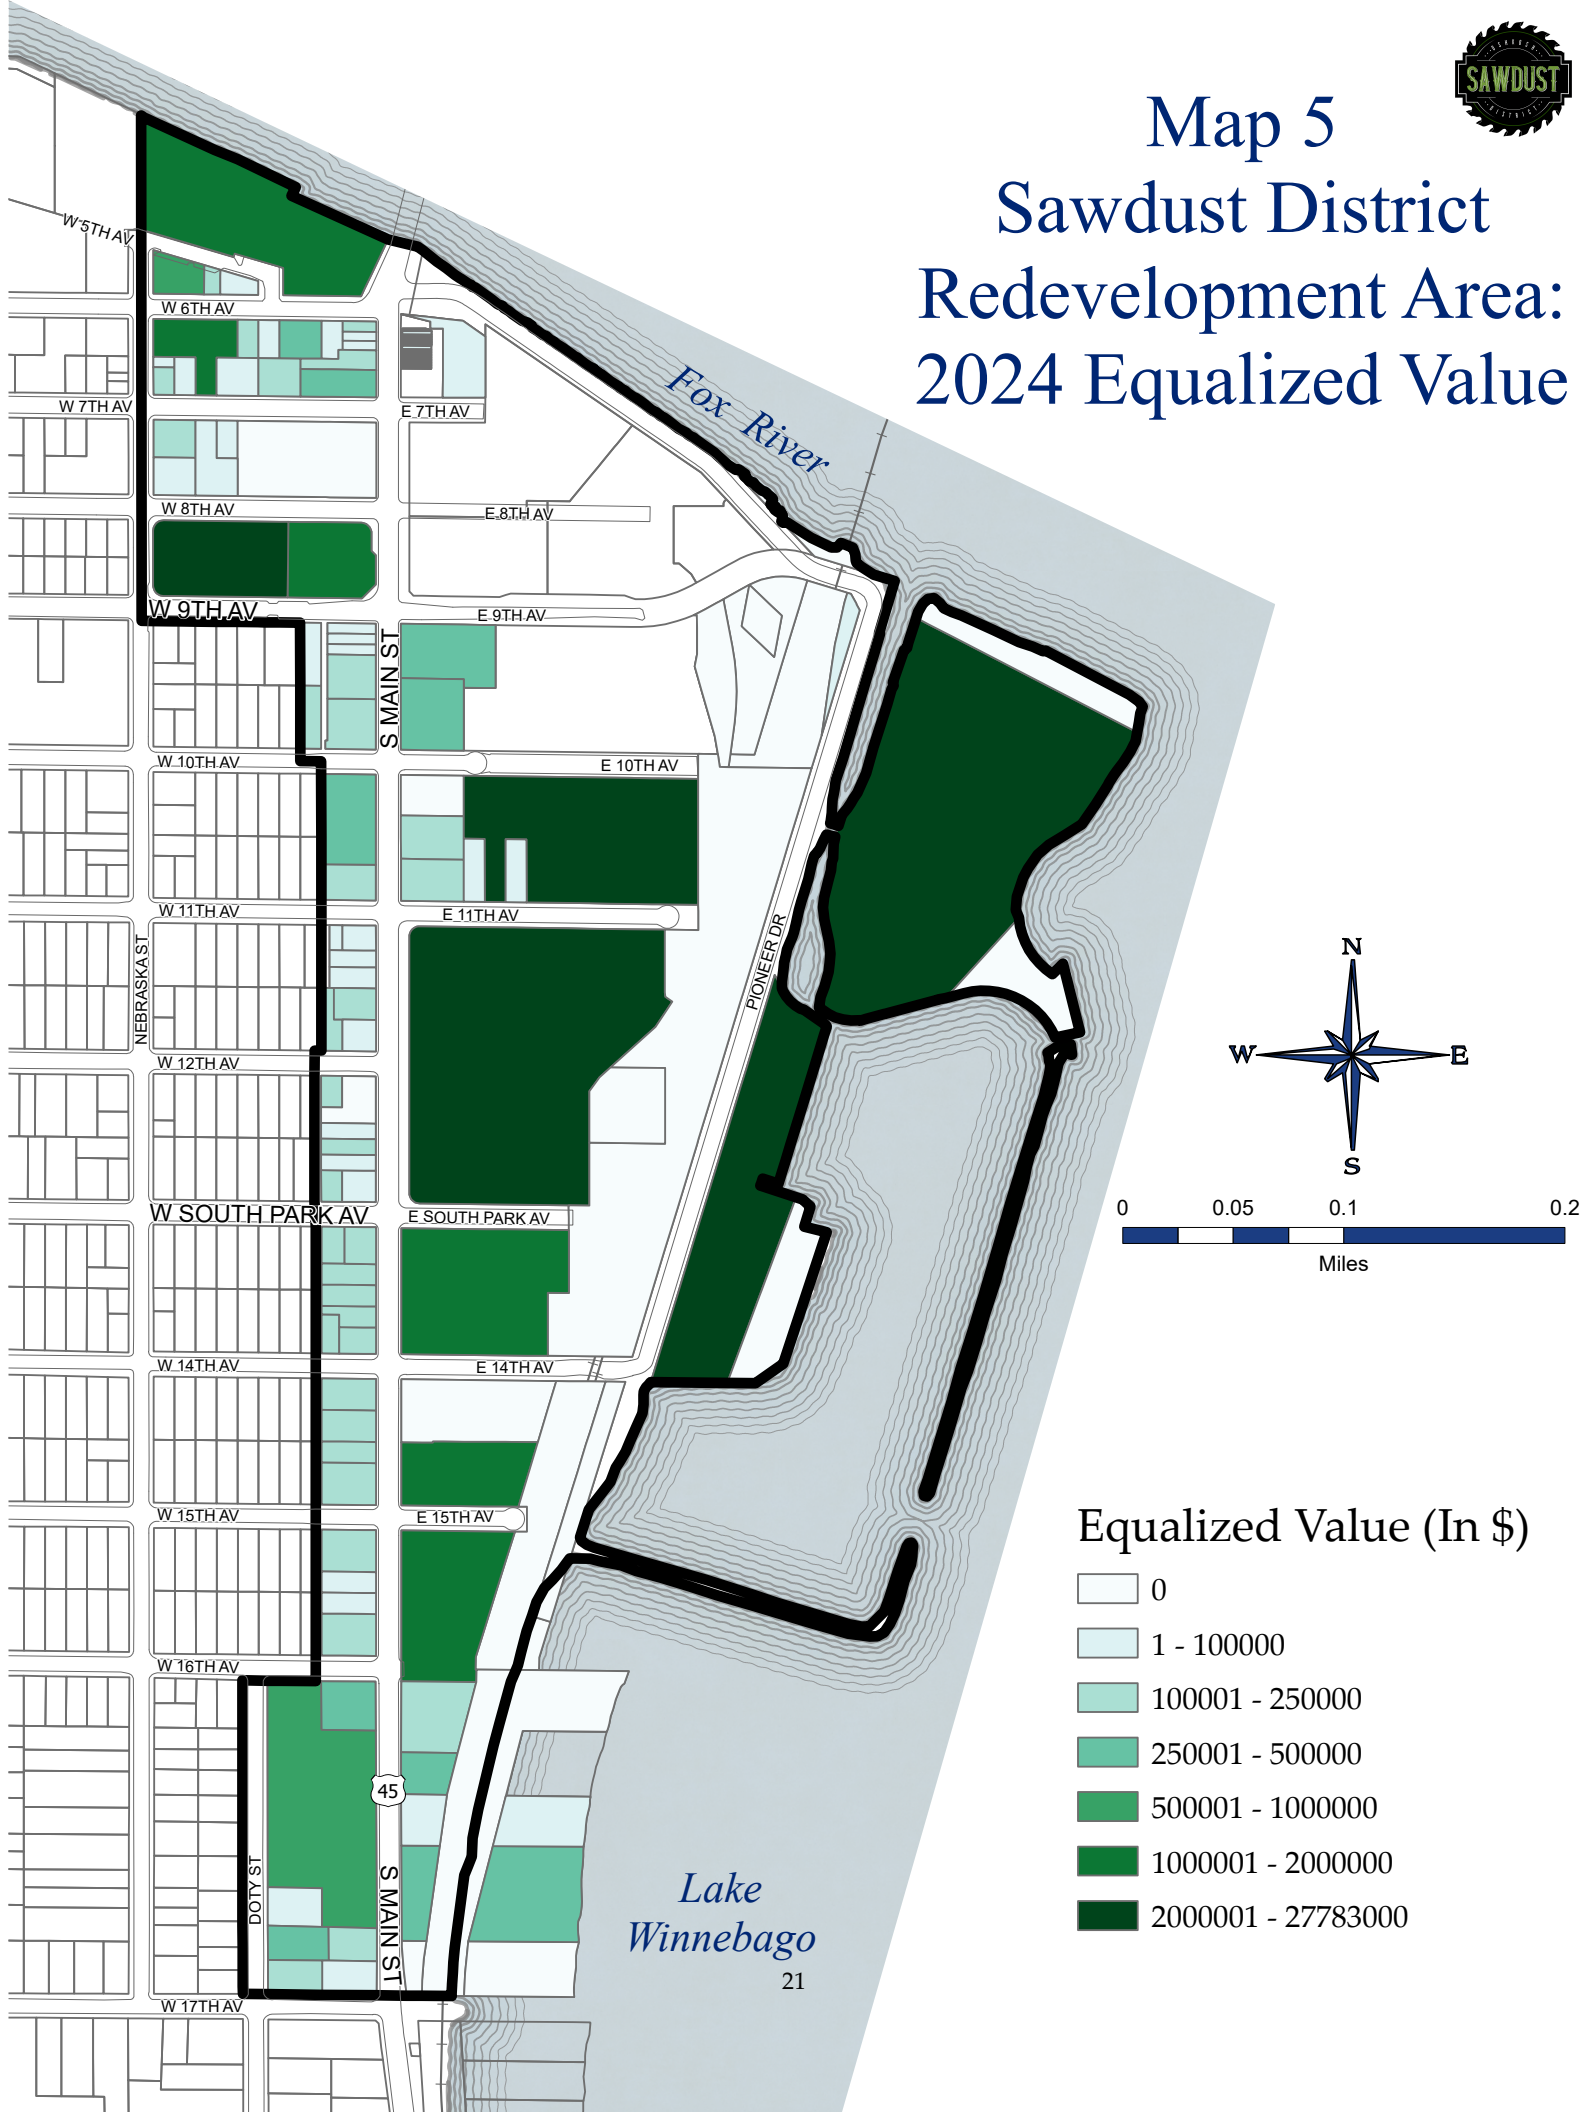 OSHKOSH
SAWDUST
DISTRICT
Map 5
Sawdust District
Redevelopment Area:
2024 Equalized Value
W 5TH AV
W 6TH AV
W 7TH AV
E 7TH AV
Fox River
W 8TH AV
E 8TH AV
W 9TH AV
E 9TH AV
S MAIN ST
W 10TH AV
E 10TH AV
W 11TH AV
E 11TH AV
NEBRASKA ST
PIONEER DR
W 12TH AV
N
W
E
S
W SOUTH PARK AV
E SOUTH PARK AV
0 0.05 0.1 0.2
Miles
W 14TH AV
E 14TH AV
W 15TH AV
E 15TH AV
Equalized Value (In $)
0
1 - 100000
100001 - 250000
250001 - 500000
500001 - 1000000
1000001 - 2000000
2000001 - 27783000
W 16TH AV
45
DOTY ST
S MAIN ST
Lake
Winnebago
21
W 17TH AV